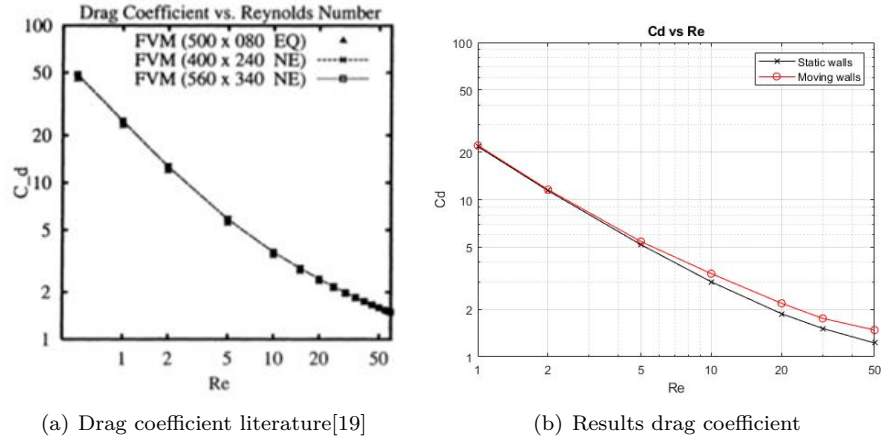 Drag Coefficient vs. Reynolds Number
100
50
20
10
5
2
1
C_d
FVM (500 x 080 EQ)
FVM (400 x 240 NE)
FVM (560 x 340 NE)
1
2
5
10
20
50
Re
(a) Drag coefficient literature[19]
Cd vs Re
100
50
20
10
5
2
1
Cd
Static walls
Moving walls
1
2
5
10
20
30
50
Re
(b) Results drag coefficient